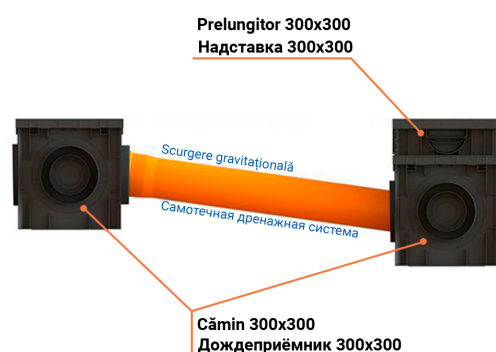 Prelungitor 300x300
Надставка 300x300
Scurgere gravitațională
Самотечная дренажная система
Cămin 300x300
Дождеприёмник 300x300